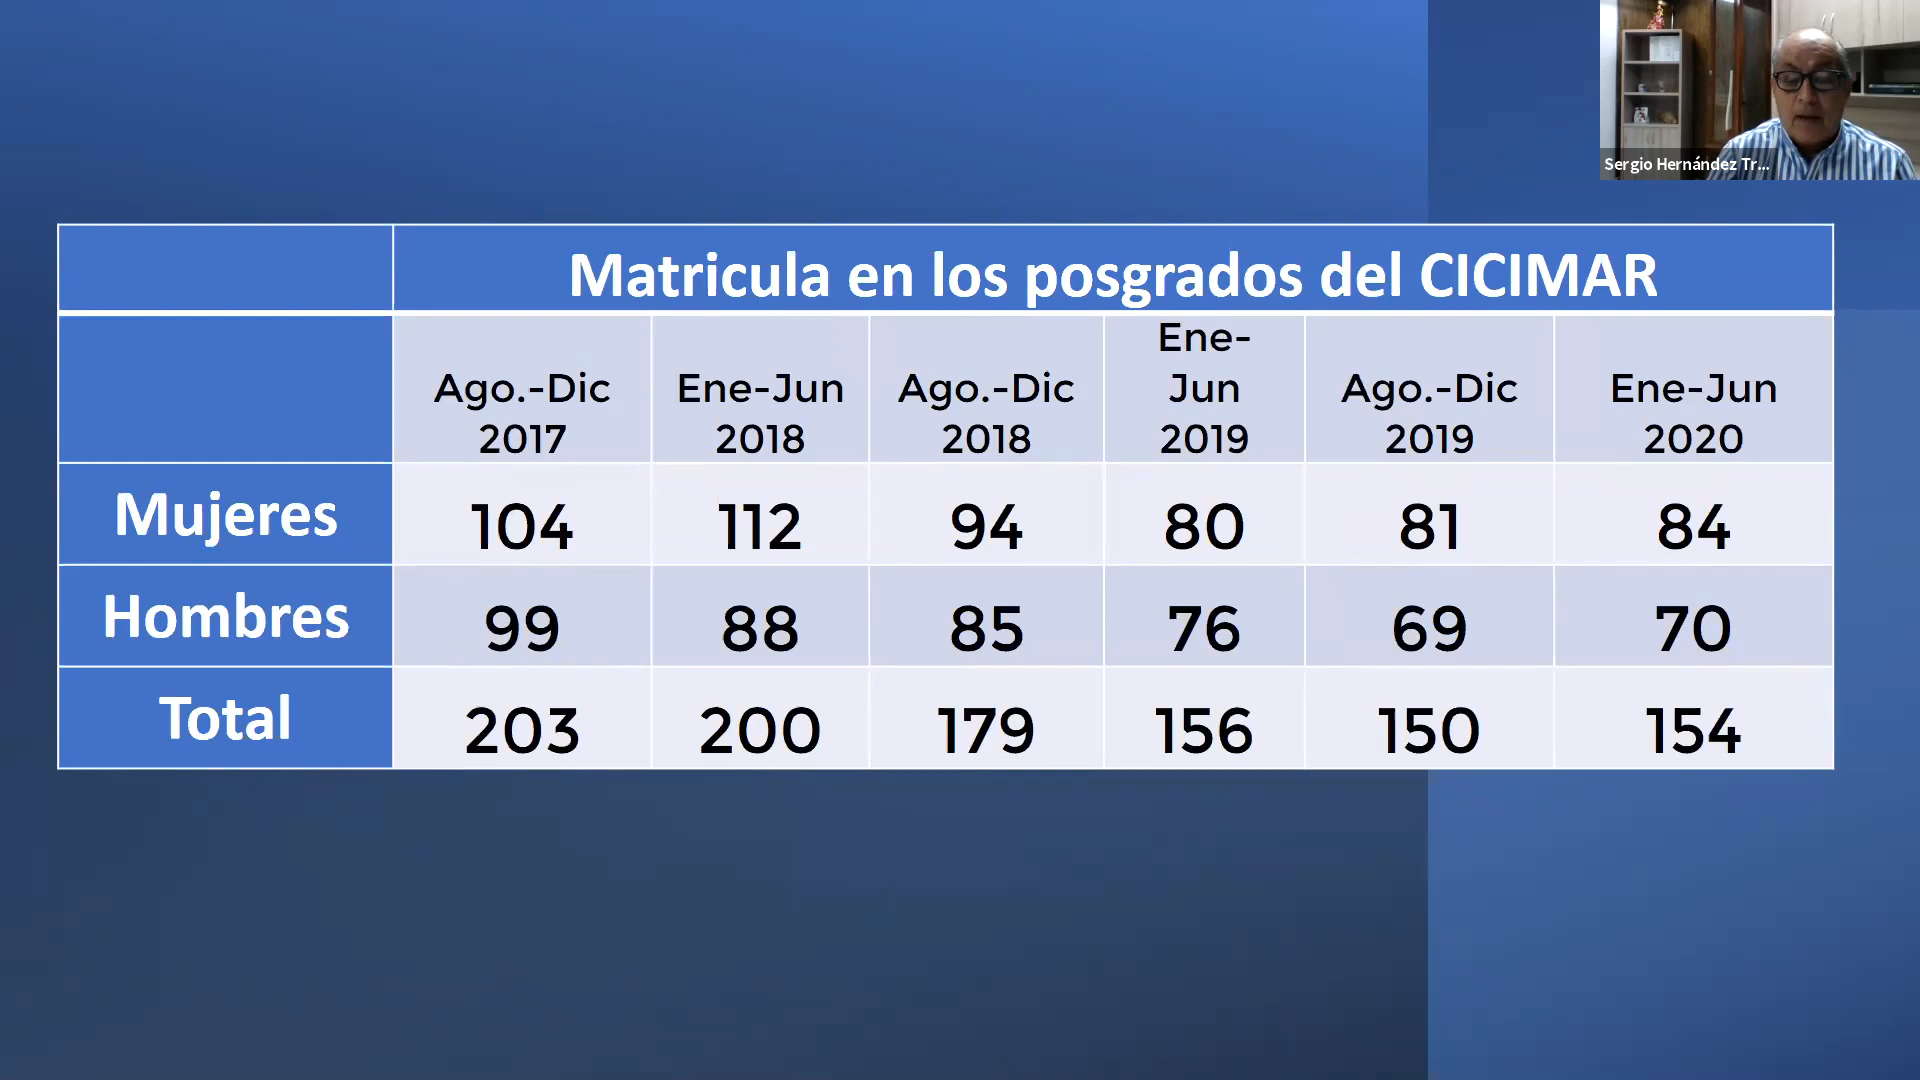 Sergio Hernández Tr...
Matricula en los posgrados del CICIMAR
Ago.-Dic 2017 Ene-Jun 2018 Ago.-Dic 2018 Ene-Jun 2019 Ago.-Dic 2019 Ene-Jun 2020
Mujeres 104 112 94 80 81 84
Hombres 99 88 85 76 69 70
Total 203 200 179 156 150 154